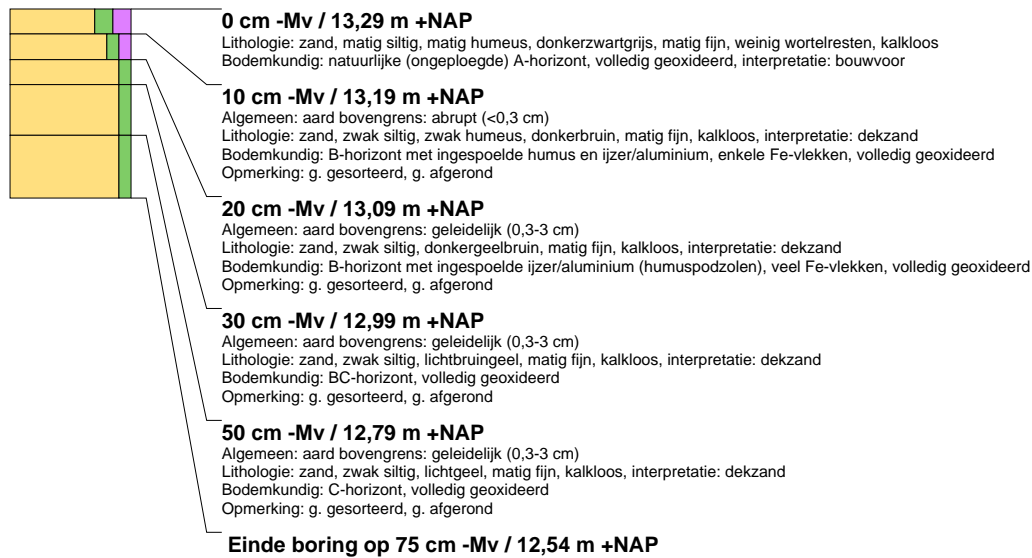 0 cm -Mv / 13,29 m +NAP
Lithologie: zand, matig siltig, matig humeus, donkerzwartgrijs, matig fijn, weinig wortelresten, kalkloos
Bodemkundig: natuurlijke (ongeploegde) A-horizont, volledig geoxideerd, interpretatie: bouwvoor
10 cm -Mv / 13,19 m +NAP
Algemeen: aard bovengrens: abrupt (<0,3 cm)
Lithologie: zand, zwak siltig, zwak humeus, donkerbruin, matig fijn, kalkloos, interpretatie: dekzand
Bodemkundig: B-horizont met ingespoelde humus en ijzer/aluminium, enkele Fe-vlekken, volledig geoxideerd
Opmerking: g. gesorteerd, g. afgerond
20 cm -Mv / 13,09 m +NAP
Algemeen: aard bovengrens: geleidelijk (0,3-3 cm)
Lithologie: zand, zwak siltig, donkergeelbruin, matig fijn, kalkloos, interpretatie: dekzand
Bodemkundig: B-horizont met ingespoelde ijzer/aluminium (humuspodzolen), veel Fe-vlekken, volledig geoxideerd
Opmerking: g. gesorteerd, g. afgerond
30 cm -Mv / 12,99 m +NAP
Algemeen: aard bovengrens: geleidelijk (0,3-3 cm)
Lithologie: zand, zwak siltig, lichtbruingeel, matig fijn, kalkloos, interpretatie: dekzand
Bodemkundig: BC-horizont, volledig geoxideerd
Opmerking: g. gesorteerd, g. afgerond
50 cm -Mv / 12,79 m +NAP
Algemeen: aard bovengrens: geleidelijk (0,3-3 cm)
Lithologie: zand, zwak siltig, lichtgeel, matig fijn, kalkloos, interpretatie: dekzand
Bodemkundig: C-horizont, volledig geoxideerd
Opmerking: g. gesorteerd, g. afgerond
Einde boring op 75 cm -Mv / 12,54 m +NAP